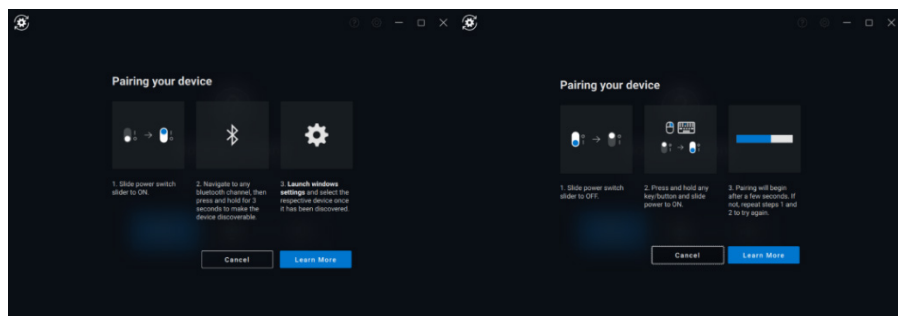 Pairing your device
1. Slide power switch
slider to ON.
2. Navigate to any
bluetooth channel, then
press and hold for 3
seconds to make the
device discoverable.
3. Launch windows
settings and select the
respective device once
it has been discovered.
Cancel
Learn More
Pairing your device
1. Slide power switch
slider to OFF.
2. Press and hold any
key/button and slide
power to ON.
3. Pairing will begin
after a few seconds. If
not, repeat steps 1 and
2 to try again.
Cancel
Learn More